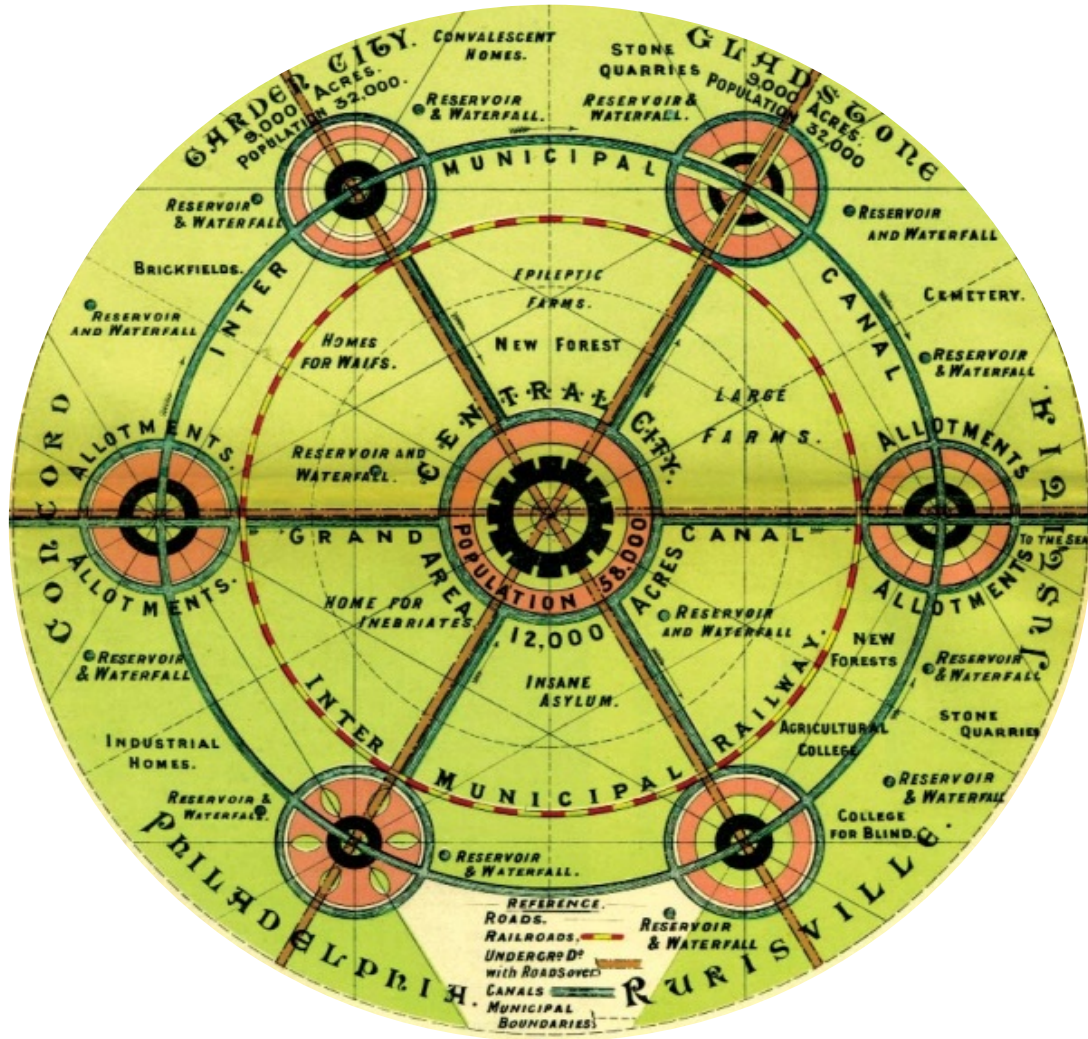 GARDEN CITY.
9,000 ACRES.
POPULATION 32,000.
CONVALESCENT
HOMES.
STONE
QUARRIES
GLADSTONE
9,000 ACRES.
POPULATION 32,000
RESERVOIR
& WATERFALL.
RESERVOIR &
WATERFALL.
INTER MUNICIPAL CANAL
RESERVOIR
& WATERFALL
RESERVOIR
AND WATERFALL
BRICKFIELDS.
EPILEPTIC
FARMS.
CEMETERY.
RESERVOIR
AND WATERFALL
HOMES
FOR WAIFS.
NEW FOREST
RESERVOIR
& WATERFALL
LARGE
FARMS.
CENTRAL CITY.
CONCORD
ALLOTMENTS.
RESERVOIR AND
WATERFALL.
ALLOTMENTS
JUSTITIA.
GRAND CANAL
TO THE SEA
POPULATION 58,000
AREA 12,000 ACRES
ALLOTMENTS.
ALLOTMENTS
HOME FOR
INEBRIATES
RESERVOIR
AND WATERFALL
NEW
FORESTS
RESERVOIR
& WATERFALL
RESERVOIR
& WATERFALL
INSANE
ASYLUM.
INTER MUNICIPAL RAILWAY.
AGRICULTURAL
COLLEGE
STONE
QUARRIES
INDUSTRIAL
HOMES.
RESERVOIR &
WATERFALL.
RESERVOIR
& WATERFALL
COLLEGE
FOR BLIND.
RESERVOIR
& WATERFALL.
PHILADELPHIA.
RURISVILLE.
REFERENCE.
ROADS.
RAILROADS,
UNDERGRD Do
with ROADS over
CANALS
MUNICIPAL
BOUNDARIES
RESERVOIR
& WATERFALL